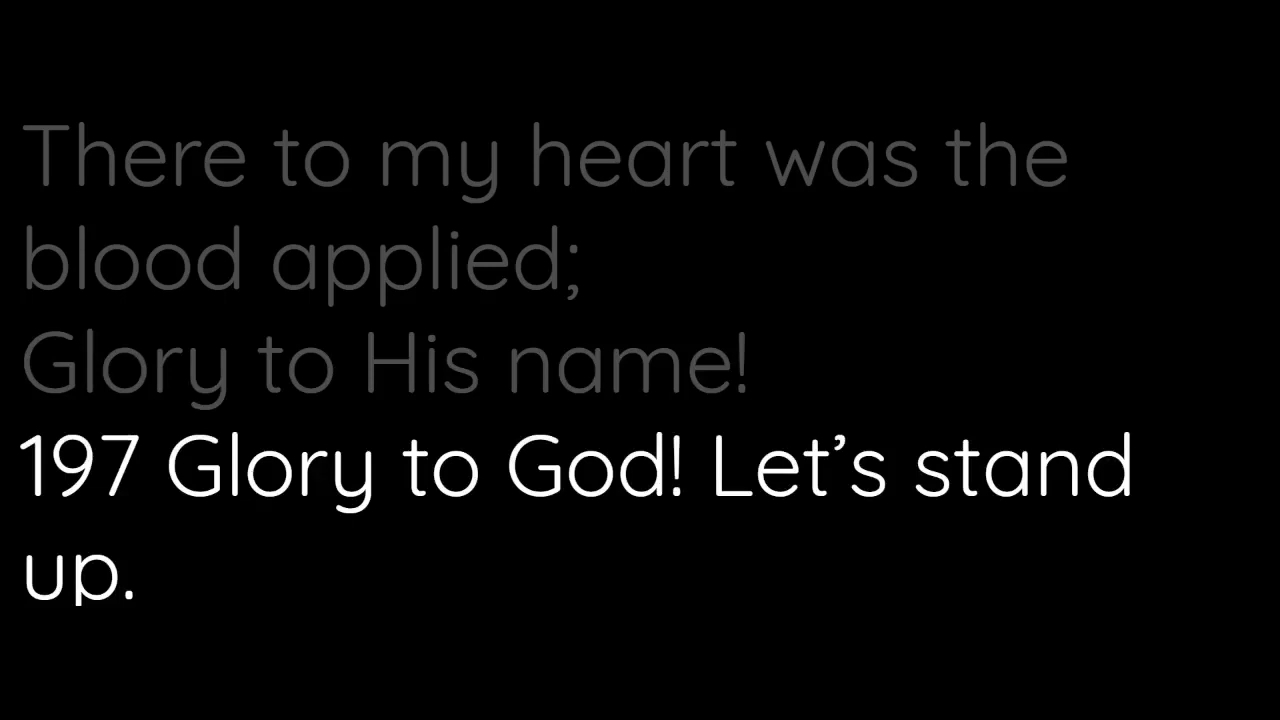 There to my heart was the
blood applied;
Glory to His name!
197 Glory to God! Let’s stand
up.